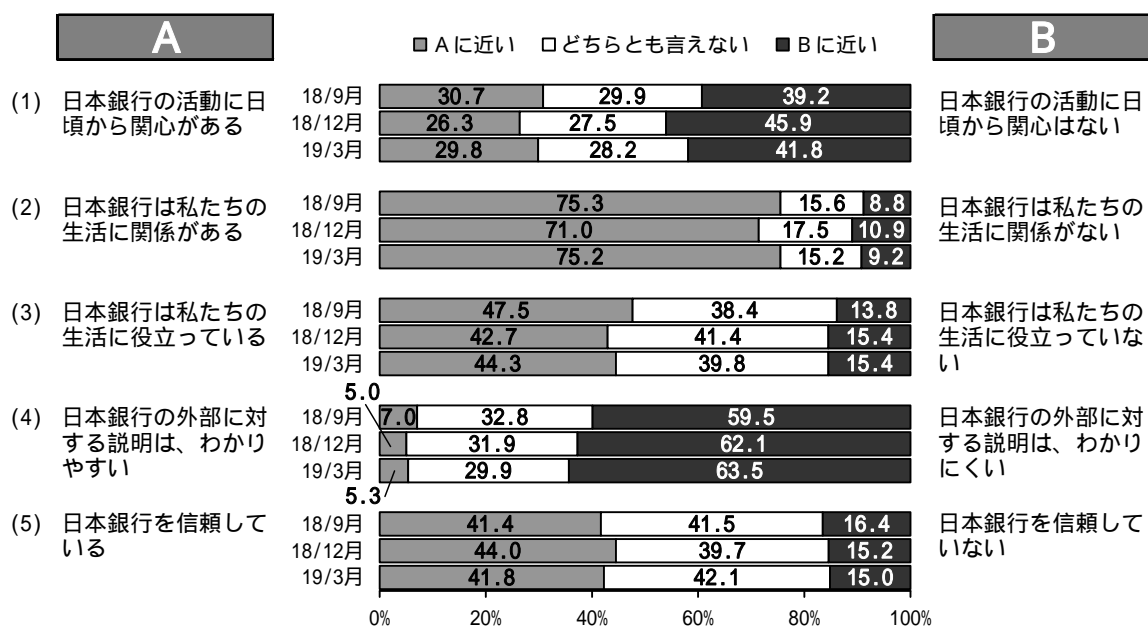 A
■ Aに近い □ どちらとも言えない ■ Bに近い
B
(1) 日本銀行の活動に日
頃から関心がある
18/9月 30.7 29.9 39.2
18/12月 26.3 27.5 45.9
19/3月 29.8 28.2 41.8
日本銀行の活動に日
頃から関心はない
(2) 日本銀行は私たちの
生活に関係がある
18/9月 75.3 15.6 8.8
18/12月 71.0 17.5 10.9
19/3月 75.2 15.2 9.2
日本銀行は私たちの
生活に関係がない
(3) 日本銀行は私たちの
生活に役立っている
18/9月 47.5 38.4 13.8
18/12月 42.7 41.4 15.4
19/3月 44.3 39.8 15.4
日本銀行は私たちの
生活に役立っていな
い
(4) 日本銀行の外部に対
する説明は、わかり
やすい
18/9月 7.0 32.8 59.5
18/12月 5.0 31.9 62.1
19/3月 5.3 29.9 63.5
日本銀行の外部に対
する説明は、わかり
にくい
(5) 日本銀行を信頼して
いる
18/9月 41.4 41.5 16.4
18/12月 44.0 39.7 15.2
19/3月 41.8 42.1 15.0
日本銀行を信頼して
いない
0% 20% 40% 60% 80% 100%